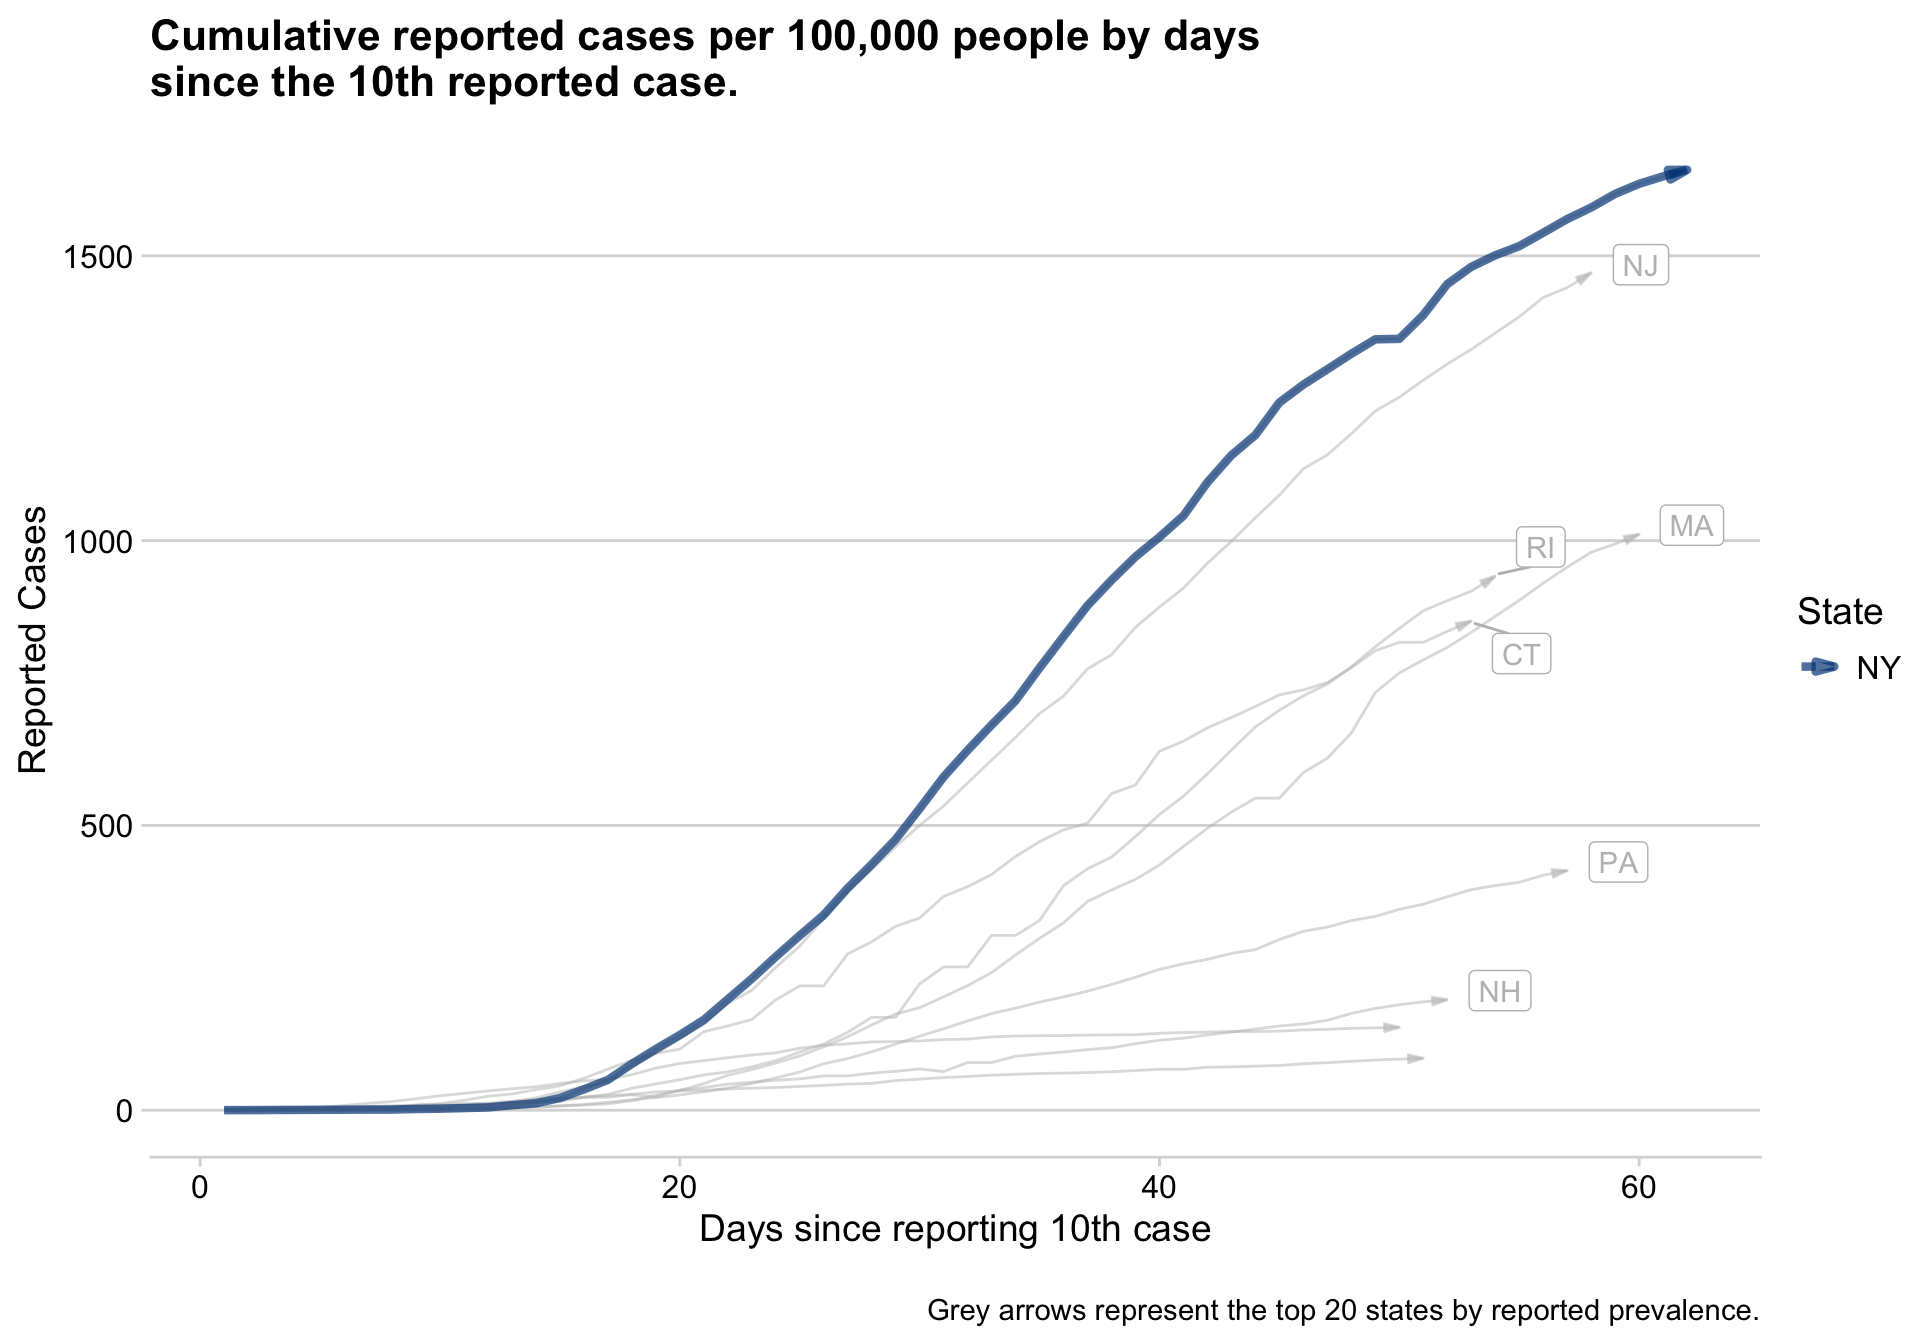 Cumulative reported cases per 100,000 people by days
since the 10th reported case.
1500
1000
500
0
Reported Cases
NJ
MA
RI
CT
PA
NH
State
NY
0
20
40
60
Days since reporting 10th case
Grey arrows represent the top 20 states by reported prevalence.